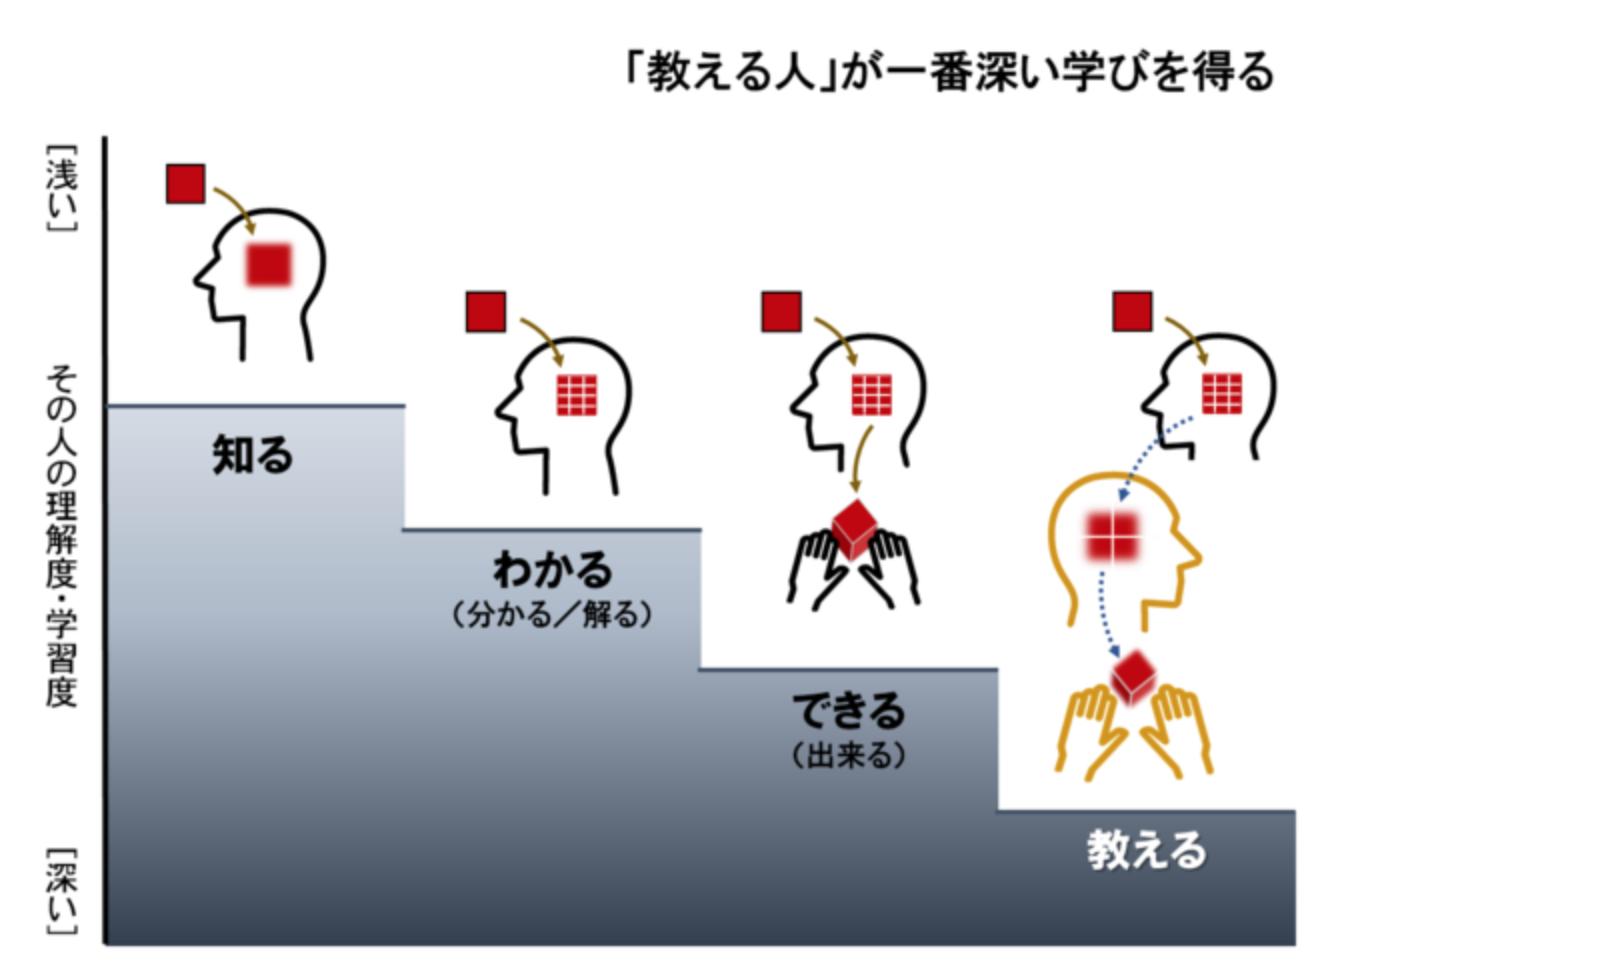 「教える人」が一番深い学びを得る
[浅い]
その人の理解度・学習度
[深い]
知る
わかる
(分かる／解る)
できる
(出来る)
教える